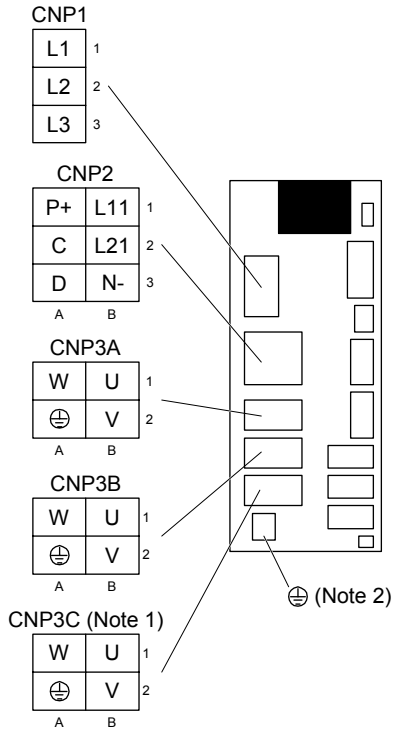 CNP1
L1 1
L2 2
L3 3
CNP2
P+ L11 1
C L21 2
D N- 3
A B
CNP3A
W U 1
V 2
A B
CNP3B
W U 1
V 2
A B
(Note 2)
CNP3C (Note 1)
W U 1
V 2
A B